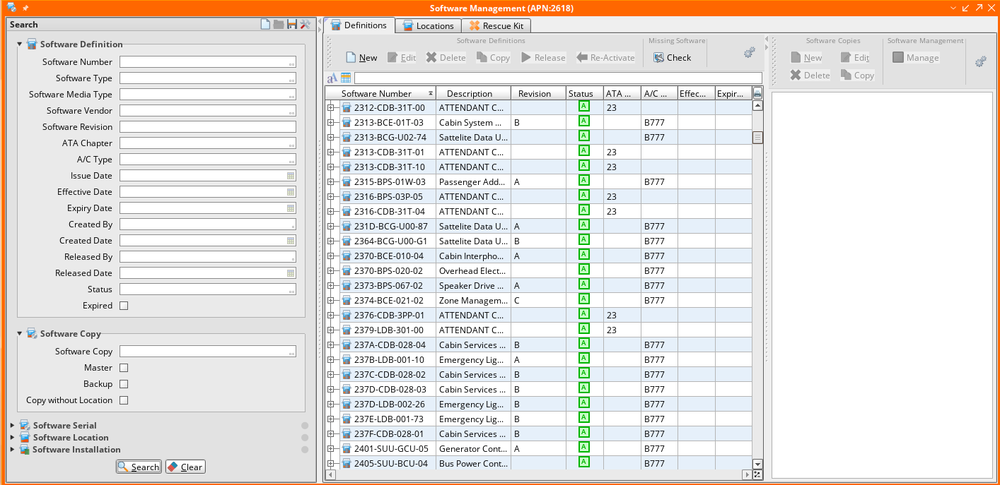 Software Management (APN:2618)
Search
Software Definition
Software Number
Software Type
Software Media Type
Software Vendor
Software Revision
ATA Chapter
A/C Type
Issue Date
Effective Date
Expiry Date
Created By
Created Date
Released By
Released Date
Status
Expired
Software Copy
Software Copy
Master
Backup
Copy without Location
Software Serial
Software Location
Software Installation
Search Clear
Definitions Locations Rescue Kit
Software Definitions Missing Software
New Edit Delete Copy Release Re-Activate Check
Software Copies Software Management
New Edit Manage
Delete Copy
Software Number Description Revision Status ATA ... A/C ... Effec... Expir...
2312-CDB-31T-00 ATTENDANT C... A 23
2313-BCE-01T-03 Cabin System ... B A B777
2313-BCG-U02-74 Sattelite Data U... A B777
2313-CDB-31T-01 ATTENDANT C... A 23
2313-CDB-31T-10 ATTENDANT C... A 23
2315-BPS-01W-03 Passenger Add... A A B777
2316-BPS-03P-05 ATTENDANT C... A 23
2316-CDB-31T-04 ATTENDANT C... A 23
231D-BCG-U00-87 Sattelite Data U... A A B777
2364-BCG-U00-G1 Sattelite Data U... B A B777
2370-BCE-010-04 Cabin Interpho... A A B777
2370-BPS-020-02 Overhead Elect... A B777
2373-BPS-067-02 Speaker Drive ... A A B777
2374-BCE-021-02 Zone Managem... C A B777
2376-CDB-3PP-01 ATTENDANT C... A 23
2379-LDB-301-00 ATTENDANT C... A 23
237A-CDB-028-04 Cabin Services ... B A B777
237B-LDB-001-10 Emergency Lig... A A B777
237C-CDB-028-02 Cabin Services ... B A B777
237D-CDB-028-03 Cabin Services ... B A B777
237D-LDB-002-26 Emergency Lig... B A B777
237E-LDB-001-73 Emergency Lig... B A B777
237F-CDB-028-01 Cabin Services ... B A B777
2401-SUU-GCU-05 Generator Cont... A A B777
2405-SUU-BCU-04 Bus Power Cont... A B777